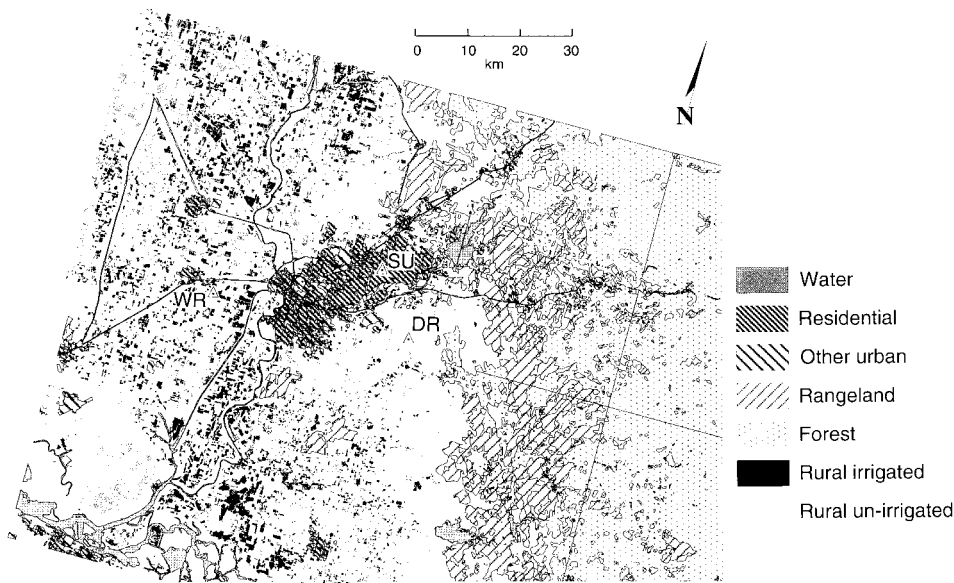 0 10 20 30
km
N
SU
WR
DR
Water
Residential
Other urban
Rangeland
Forest
Rural irrigated
Rural un-irrigated